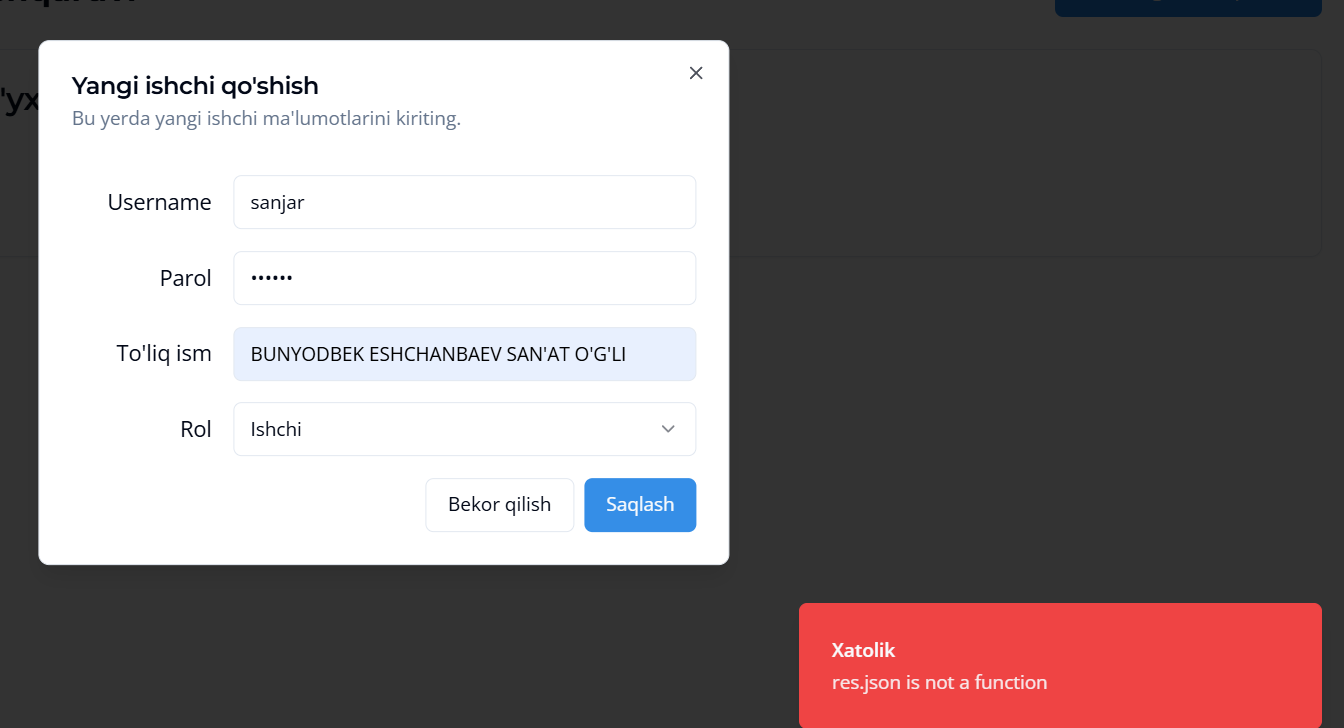 Yangi ishchi qo'shish
Bu yerda yangi ishchi ma'lumotlarini kiriting.
Username
sanjar
Parol
••••••
To'liq ism
BUNYODBEK ESHCHANBAEV SAN'AT O'G'LI
Rol
Ishchi
Bekor qilish
Saqlash
Xatolik
res.json is not a function